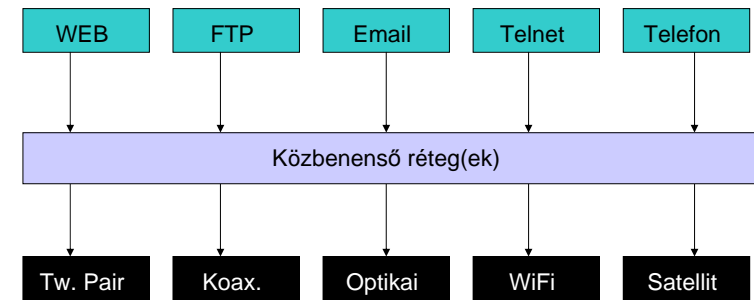 WEB FTP Email Telnet Telefon
Közbenenső réteg(ek)
Tw. Pair Koax. Optikai WiFi Satellit